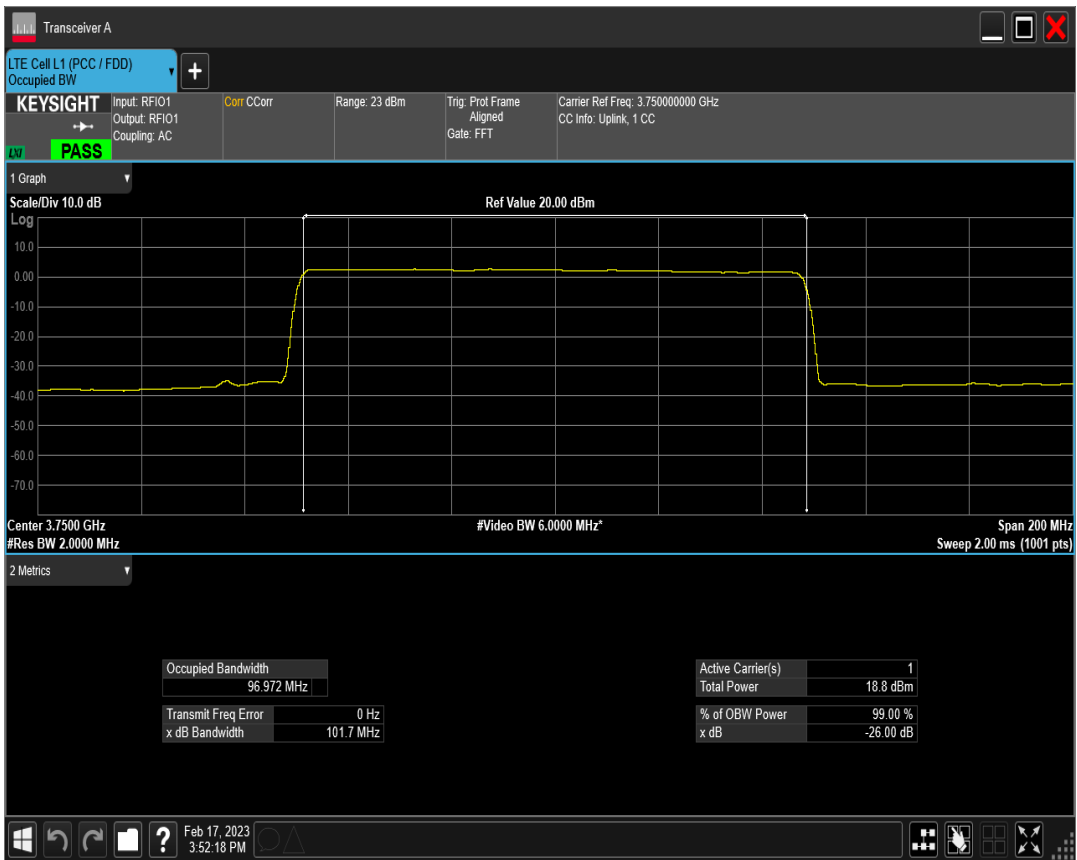 Transceiver A
LTE Cell L1 (PCC / FDD)
Occupied BW
+
KEYSIGHT
LXI
PASS
Input: RFIO1
Output: RFIO1
Coupling: AC
Corr CCorr
Range: 23 dBm
Trig: Prot Frame
Aligned
Gate: FFT
Carrier Ref Freq: 3.750000000 GHz
CC Info: Uplink, 1 CC
1 Graph
Scale/Div 10.0 dB
Ref Value 20.00 dBm
Log
10.0
0.00
-10.0
-20.0
-30.0
-40.0
-50.0
-60.0
-70.0
Center 3.7500 GHz
#Video BW 6.0000 MHz*
Span 200 MHz
#Res BW 2.0000 MHz
Sweep 2.00 ms (1001 pts)
2 Metrics
Occupied Bandwidth
96.972 MHz
Transmit Freq Error 0 Hz
x dB Bandwidth 101.7 MHz
Active Carrier(s) 1
Total Power 18.8 dBm
% of OBW Power 99.00 %
x dB -26.00 dB
?
Feb 17, 2023
3:52:18 PM